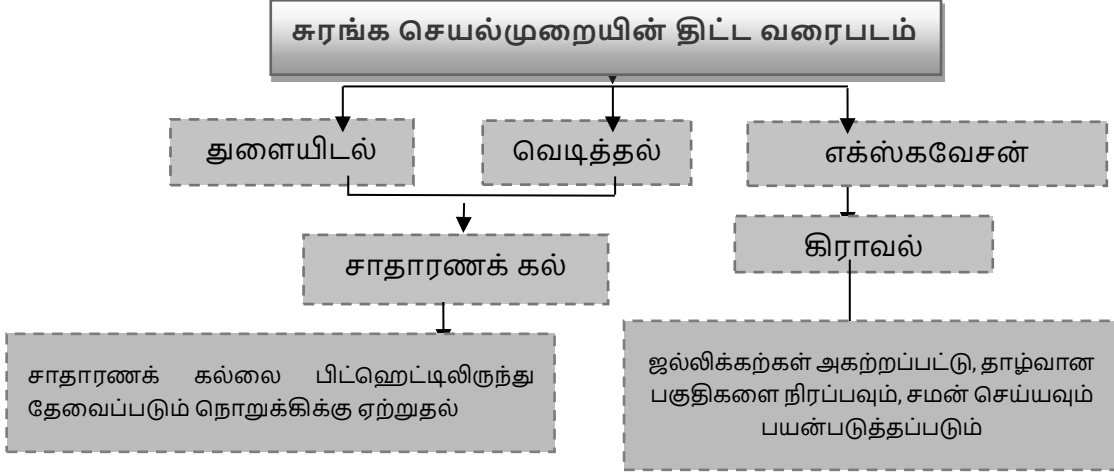 சுரங்க செயல்முறையின் திட்ட வரைபடம்
துளையிடல்
வெடித்தல்
எக்ஸ்கவேசன்
சாதாரணக் கல்
கிராவல்
சாதாரணக் கல்லை பிட்ஹெட்டிலிருந்து
தேவைப்படும் நொறுக்கிக்கு ஏற்றுதல்
ஜல்லிக்கற்கள் அகற்றப்பட்டு, தாழ்வான
பகுதிகளை நிரப்பவும், சமன் செய்யவும்
பயன்படுத்தப்படும்